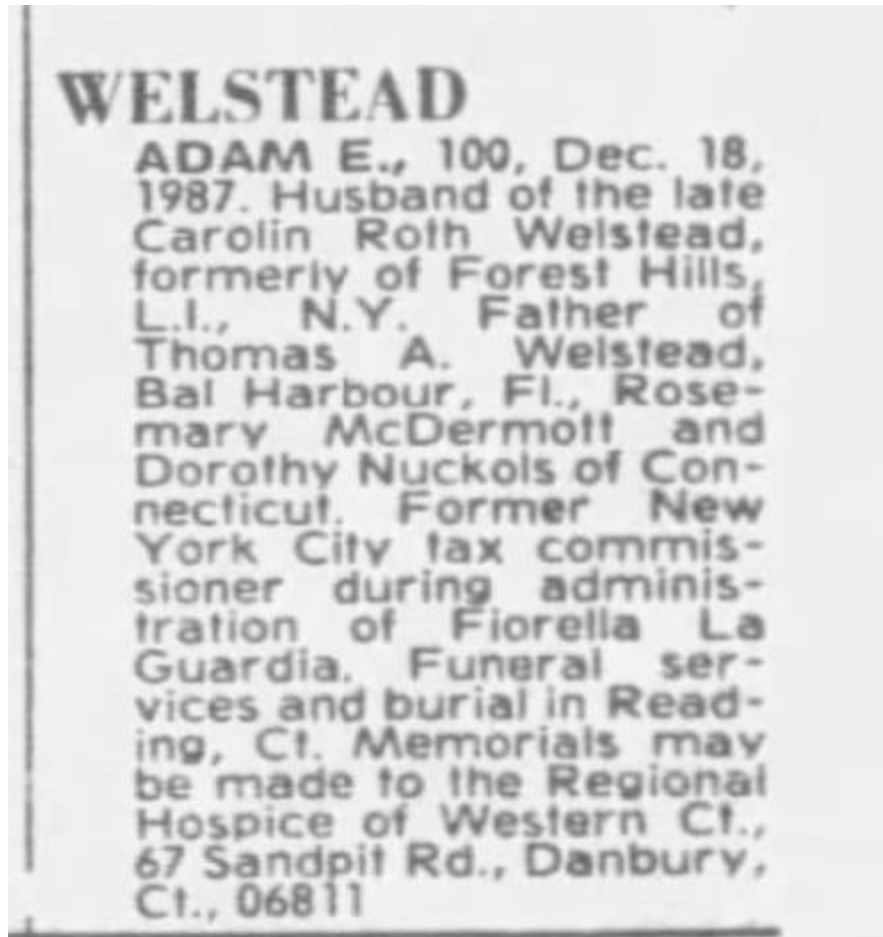 WELSTEAD
ADAM E., 100, Dec. 18,
1987. Husband of the late
Carolin Roth Welstead,
formerly of Forest Hills,
L.I., N.Y. Father of
Thomas A. Welstead,
Bal Harbour, Fl., Rose-
mary McDermott and
Dorothy Nuckols of Con-
necticut. Former New
York City tax commis-
sioner during adminis-
tration of Fiorella La
Guardia. Funeral ser-
vices and burial in Read-
ing, Ct. Memorials may
be made to the Regional
Hospice of Western Ct.,
67 Sandpit Rd., Danbury,
Ct., 06811